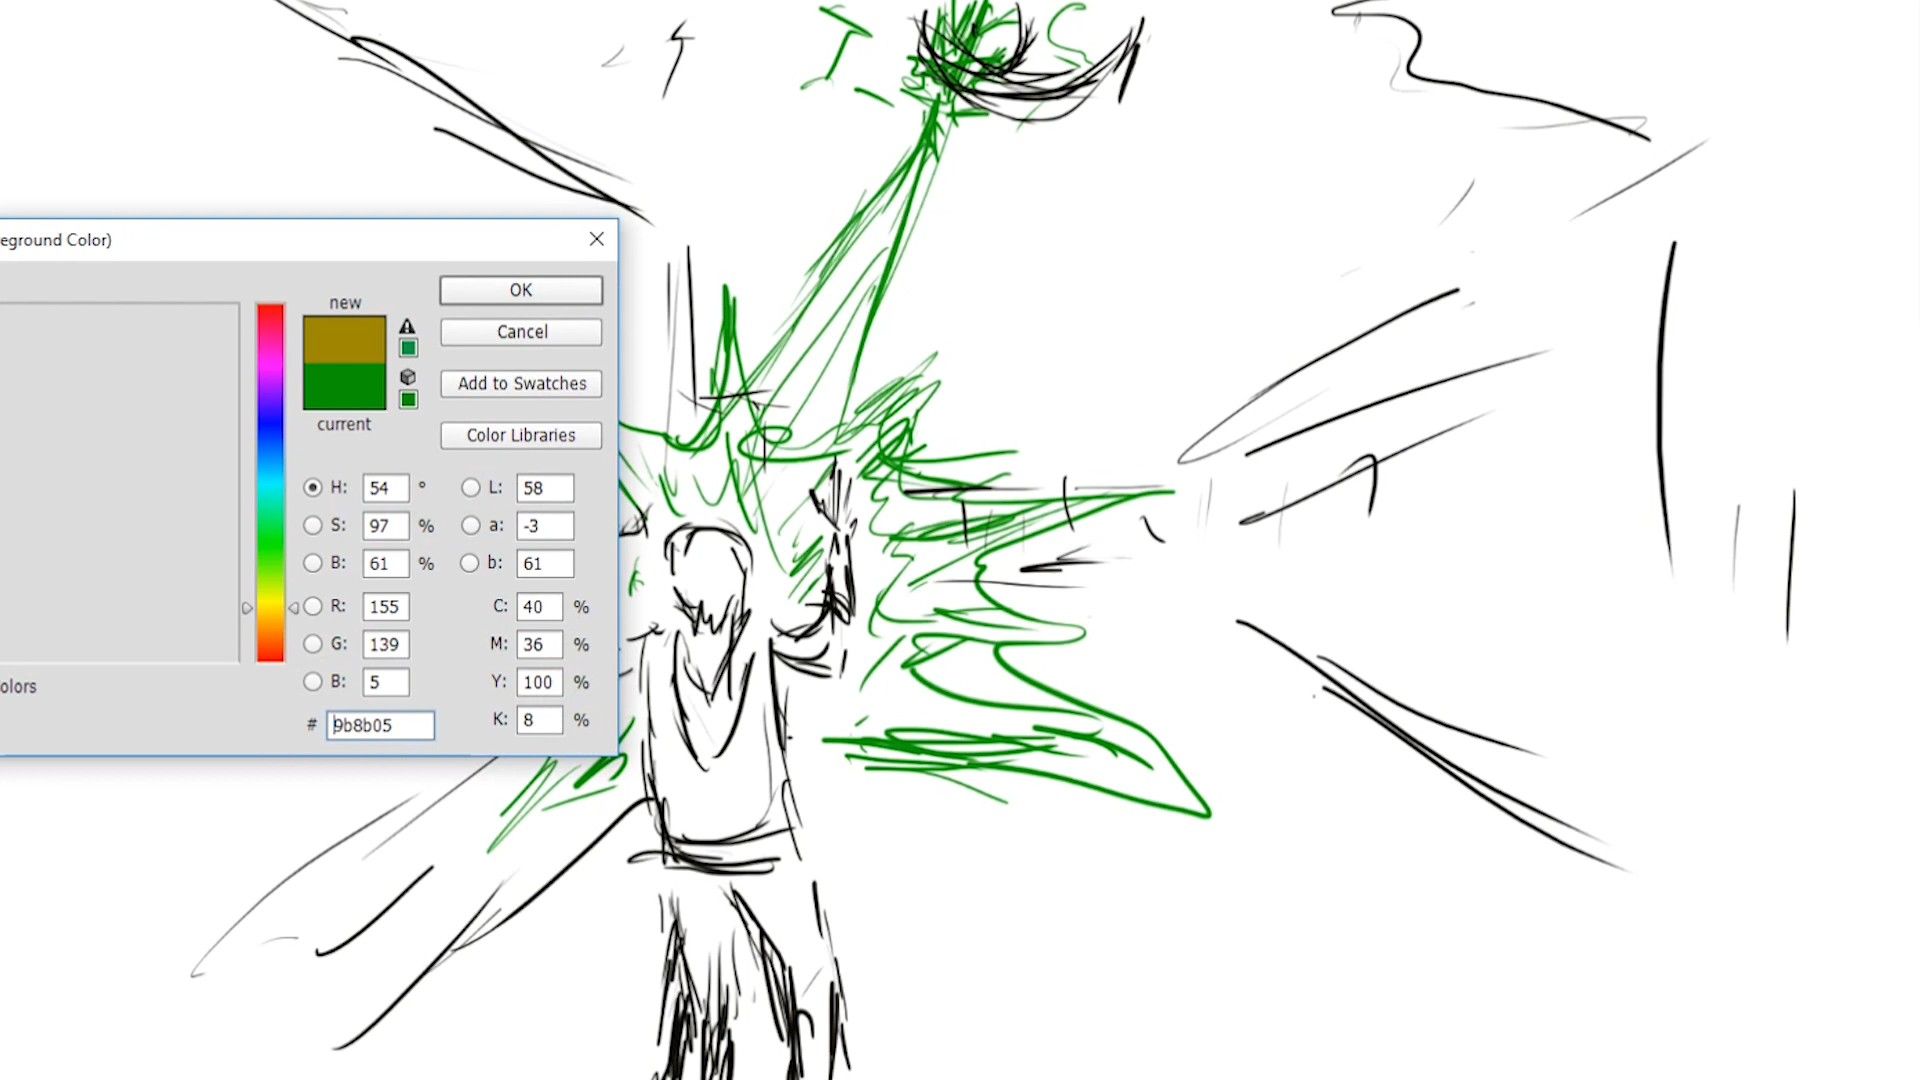 eground Color)
new
current
OK
Cancel
Add to Swatches
Color Libraries
H: 54 °
S: 97 %
B: 61 %
R: 155
G: 139
B: 5
# 9b8b05
L: 58
a: -3
b: 61
C: 40 %
M: 36 %
Y: 100 %
K: 8 %
olors